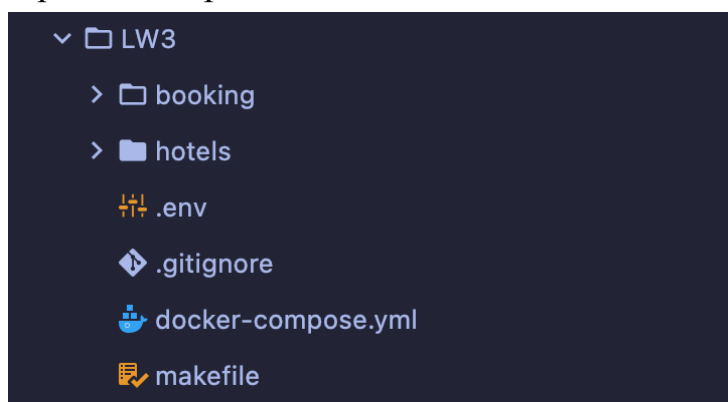 LW3
booking
hotels
.env
.gitignore
docker-compose.yml
makefile